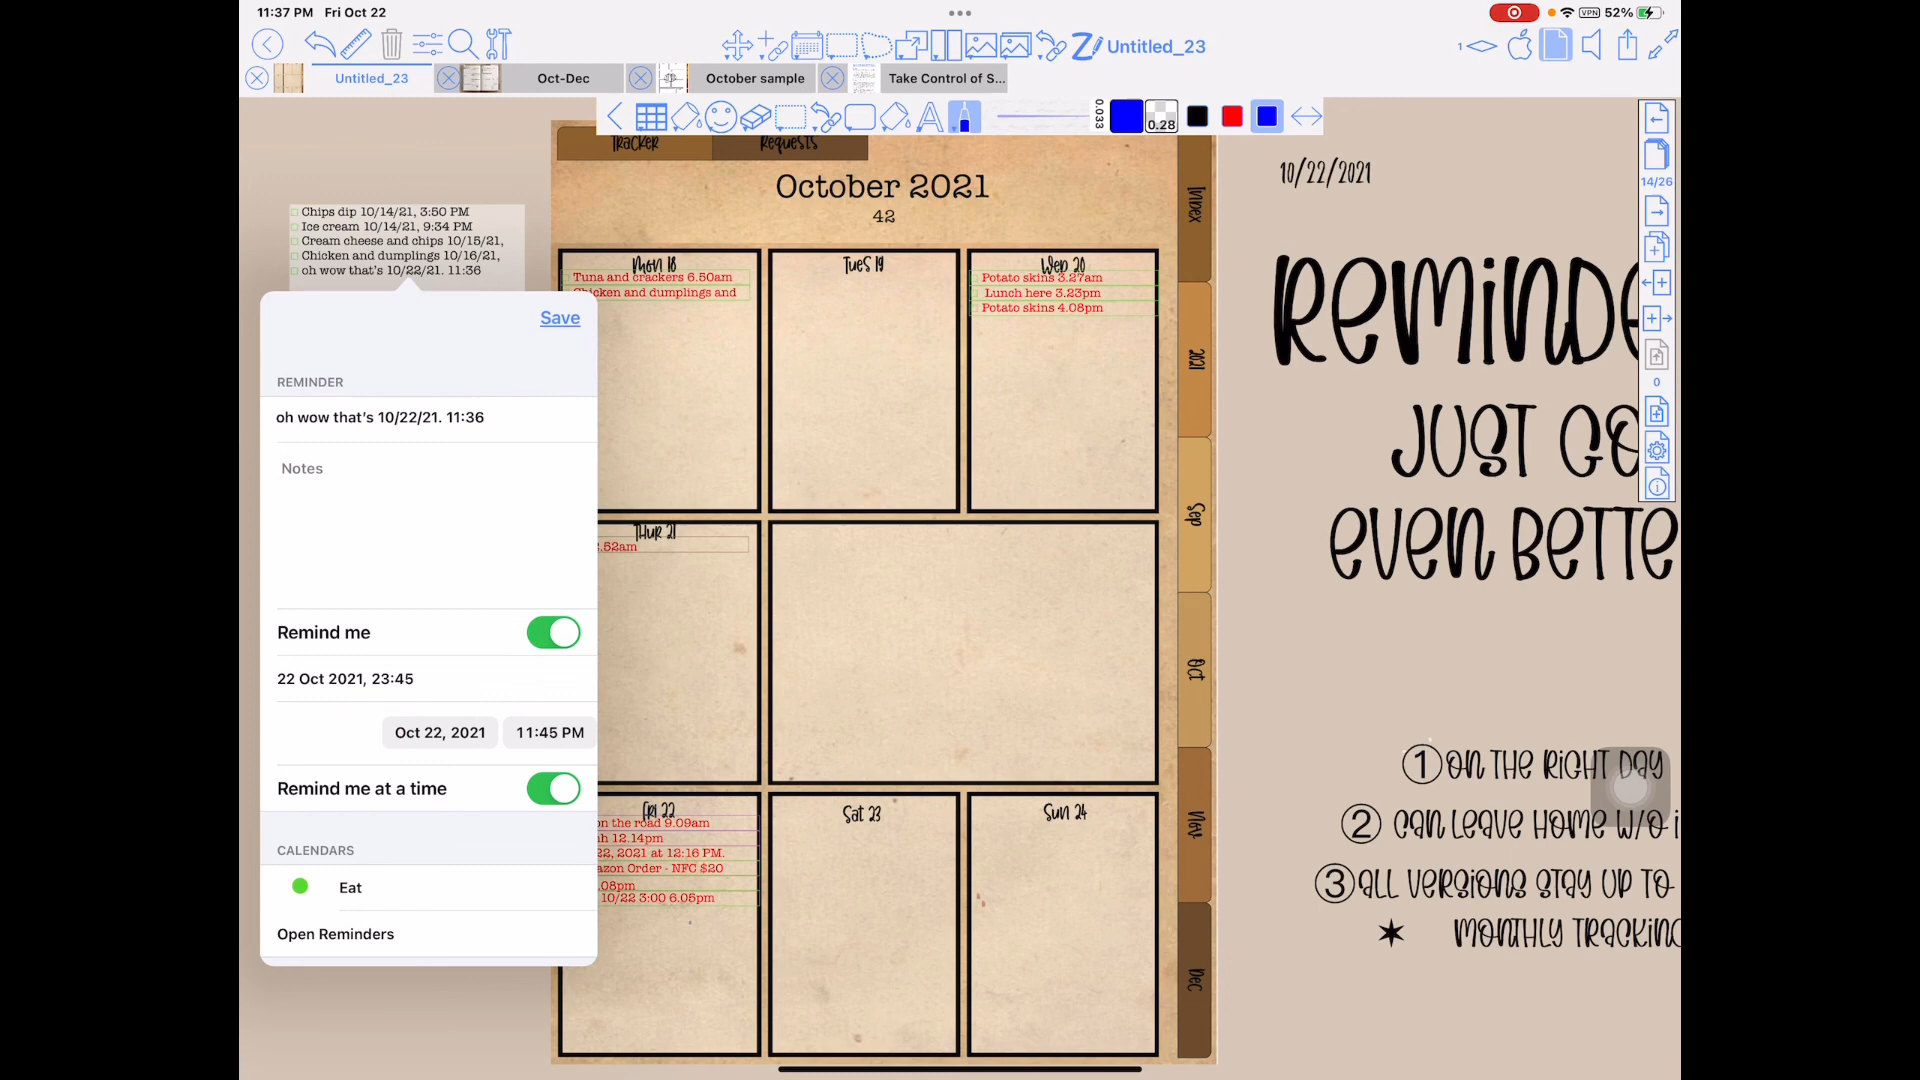 11:37 PM Fri Oct 22
VPN 52%
Untitled_23
1
Untitled_23
Oct-Dec
October sample
Take Control of S...
0.033
0.28
Tracker
Requests
October 2021
42
Chips dip 10/14/21, 3:50 PM
Ice cream 10/14/21, 9:34 PM
Cream cheese and chips 10/15/21,
Chicken and dumplings 10/16/21,
oh wow that's 10/22/21. 11:36
Save
REMINDER
oh wow that's 10/22/21. 11:36
Notes
Remind me
22 Oct 2021, 23:45
Oct 22, 2021
11:45 PM
Remind me at a time
CALENDARS
Eat
Open Reminders
Mon 18
Tuna and crackers 6.50am
Chicken and dumplings and
Tues 19
Wed 20
Potato skins 3.27am
Lunch here 3.23pm
Potato skins 4.08pm
Thur 21
.52am
Fri 22
on the road 9.09am
h 12.14pm
22, 2021 at 12:16 PM.
azon Order - NFC $20
.08pm
10/22 3:00 6.05pm
Sat 23
Sun 24
Index
2021
Sep
Oct
Nov
Dec
10/22/2021
Reminde
Just Go
even Bette
1 on the right day
2 can leave home w/o i
3 all versions stay up to
monthly tracking
14/26
0